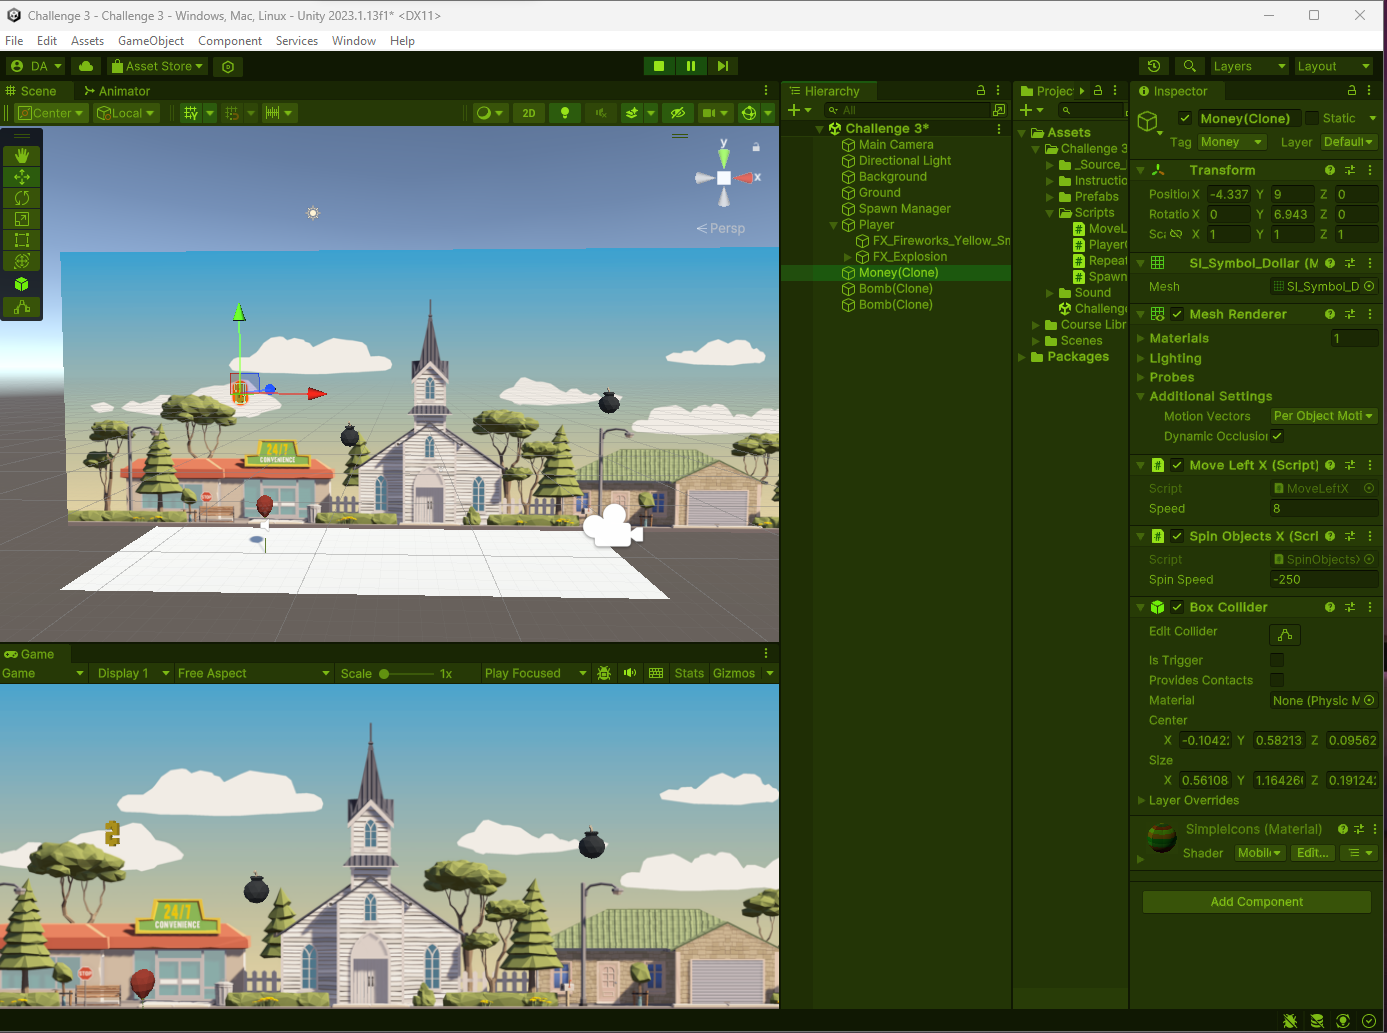 Challenge 3 - Challenge 3 - Windows, Mac, Linux - Unity 2023.1.13f1* <DX11>
File Edit Assets GameObject Component Services Window Help
DA Asset Store Layers Layout
Scene Animator
Center Local 2D
y
x
Persp
24/7
CONVENIENCE
Game
Game Display 1 Free Aspect Scale 1x Play Focused Stats Gizmos
24/7
CONVENIENCE
STOP
Hierarchy
All
Challenge 3*
Main Camera
Directional Light
Background
Ground
Spawn Manager
Player
FX_Fireworks_Yellow_Sm
FX_Explosion
Money(Clone)
Bomb(Clone)
Bomb(Clone)
Projec
Assets
Challenge 3
_Source_
Instructio
Prefabs
Scripts
MoveL
Player
Repeat
Spawn
Sound
Challenge
Course Libr
Scenes
Packages
Inspector
Money(Clone) Static
Tag Money Layer Default
Transform
Positio X -4.337 Y 9 Z 0
Rotatio X 0 Y 6.943 Z 0
Sc X 1 Y 1 Z 1
SI_Symbol_Dollar (M
Mesh SI_Symbol_D
Mesh Renderer
Materials 1
Lighting
Probes
Additional Settings
Motion Vectors Per Object Moti
Dynamic Occlusion
Move Left X (Script)
Script MoveLeftX
Speed 8
Spin Objects X (Scri
Script SpinObjectsX
Spin Speed -250
Box Collider
Edit Collider
Is Trigger
Provides Contacts
Material None (Physic M
Center
X -0.1042 Y 0.58213 Z 0.09562
Size
X 0.56108 Y 1.16426 Z 0.19124
Layer Overrides
SimpleIcons (Material)
Shader Mobil Edit...
Add Component